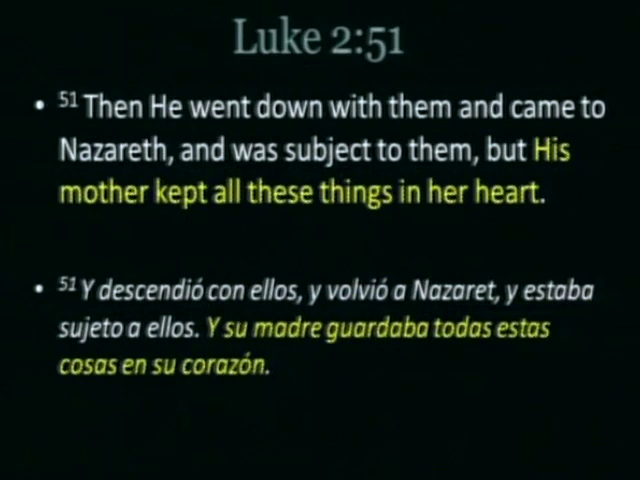 Luke 2:51
• 51 Then He went down with them and came to
Nazareth, and was subject to them, but His
mother kept all these things in her heart.
• 51 Y descendió con ellos, y volvió a Nazaret, y estaba
sujeto a ellos. Y su madre guardaba todas estas
cosas en su corazón.